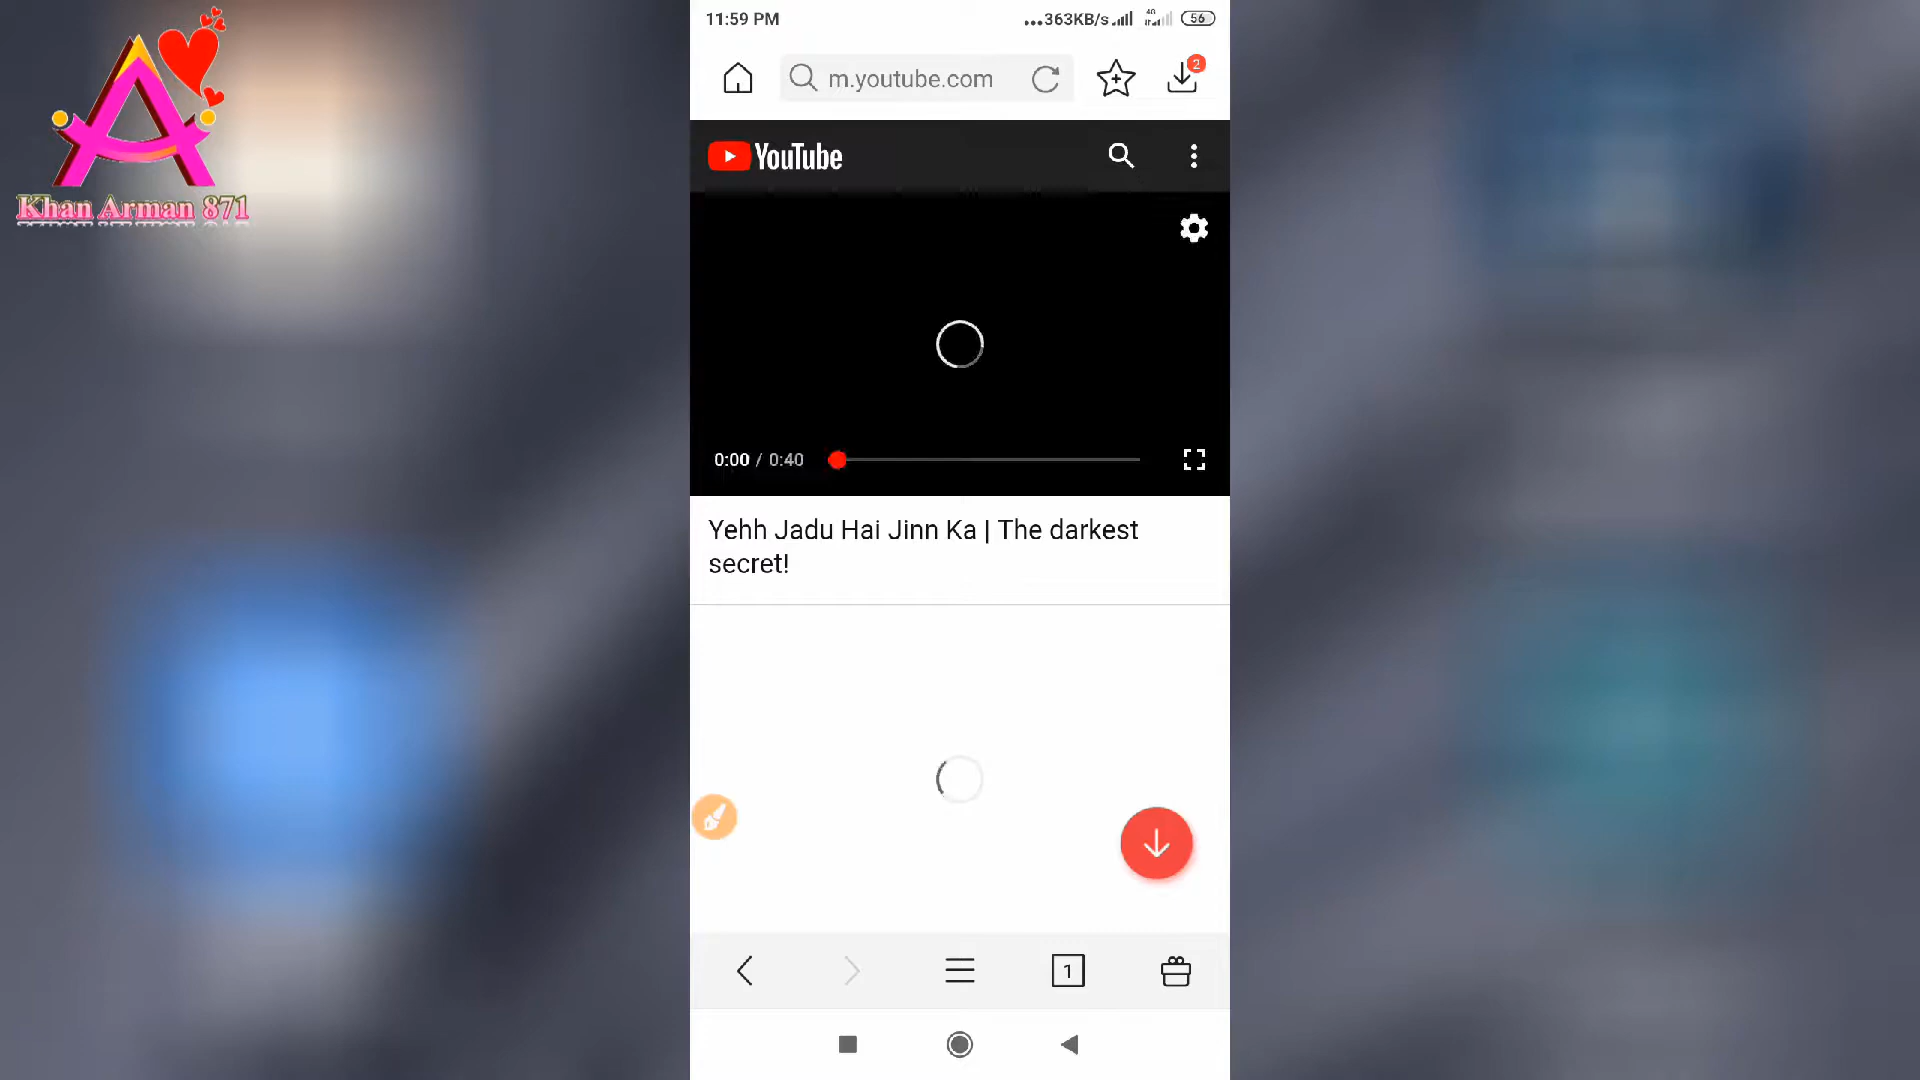 11:59 PM
...363KB/s 4G 56
m.youtube.com
2
YouTube
0:00 / 0:40
Yehh Jadu Hai Jinn Ka | The darkest
secret!
1
A
Khan Arman 871